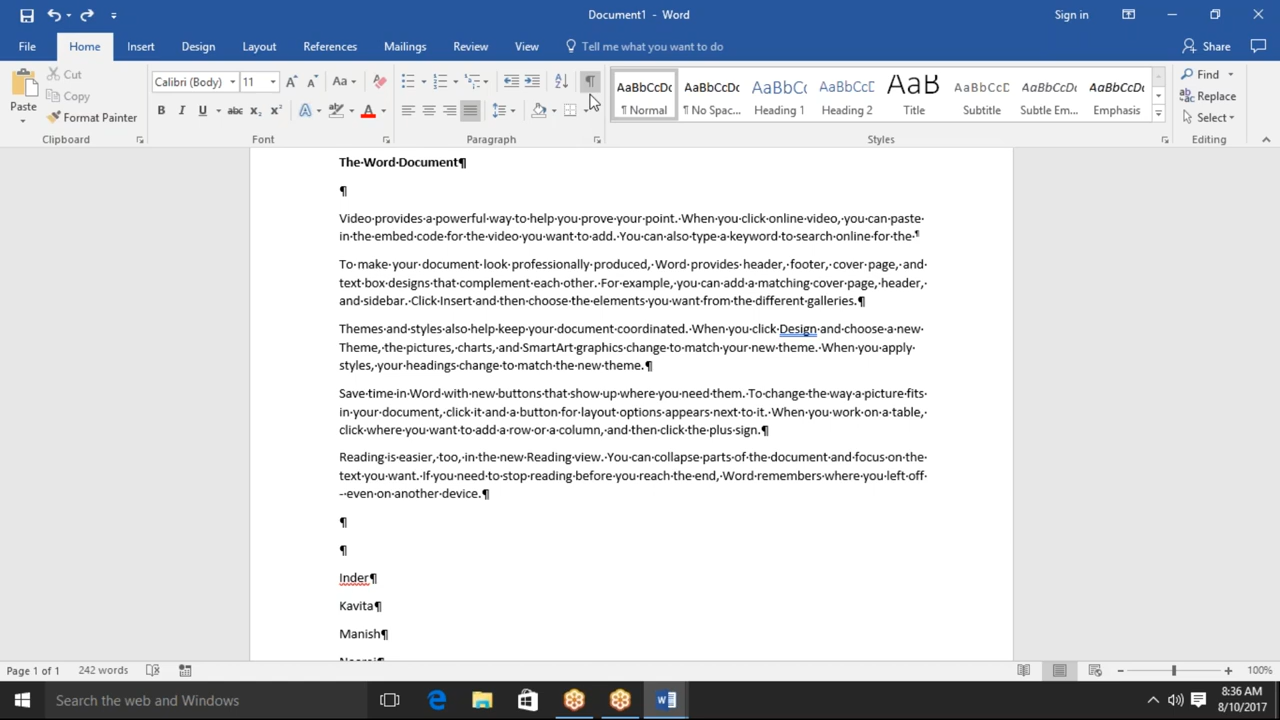 Document1 - Word
Sign in
File
Home
Insert
Design
Layout
References
Mailings
Review
View
Tell me what you want to do
Share
Paste
Cut
Copy
Format Painter
Clipboard
Calibri (Body)
11
Font
Paragraph
AaBbCcDc
¶ Normal
AaBbCcDc
¶ No Spac...
AaBbCc
Heading 1
AaBbCcE
Heading 2
AaB
Title
AaBbCcD
Subtitle
AaBbCcDc
Subtle Em...
AaBbCcDc
Emphasis
Styles
Find
Replace
Select
Editing
The·Word·Document¶
¶
Video·provides·a·powerful·way·to·help·you·prove·your·point.·When·you·click·online·video,·you·can·paste·
in·the·embed·code·for·the·video·you·want·to·add.·You·can·also·type·a·keyword·to·search·online·for·the·¶
To·make·your·document·look·professionally·produced,·Word·provides·header,·footer,·cover·page,·and·
text·box·designs·that·complement·each·other.·For·example,·you·can·add·a·matching·cover·page,·header,·
and·sidebar.·Click·Insert·and·then·choose·the·elements·you·want·from·the·different·galleries.¶
Themes·and·styles·also·help·keep·your·document·coordinated.·When·you·click·Design·and·choose·a·new·
Theme,·the·pictures,·charts,·and·SmartArt·graphics·change·to·match·your·new·theme.·When·you·apply·
styles,·your·headings·change·to·match·the·new·theme.¶
Save·time·in·Word·with·new·buttons·that·show·up·where·you·need·them.·To·change·the·way·a·picture·fits·
in·your·document,·click·it·and·a·button·for·layout·options·appears·next·to·it.·When·you·work·on·a·table,·
click·where·you·want·to·add·a·row·or·a·column,·and·then·click·the·plus·sign.¶
Reading·is·easier,·too,·in·the·new·Reading·view.·You·can·collapse·parts·of·the·document·and·focus·on·the·
text·you·want.·If·you·need·to·stop·reading·before·you·reach·the·end,·Word·remembers·where·you·left·off·
-·even·on·another·device.¶
¶
¶
Inder¶
Kavita¶
Manish¶
Page 1 of 1
242 words
100%
Search the web and Windows
8:36 AM
8/10/2017